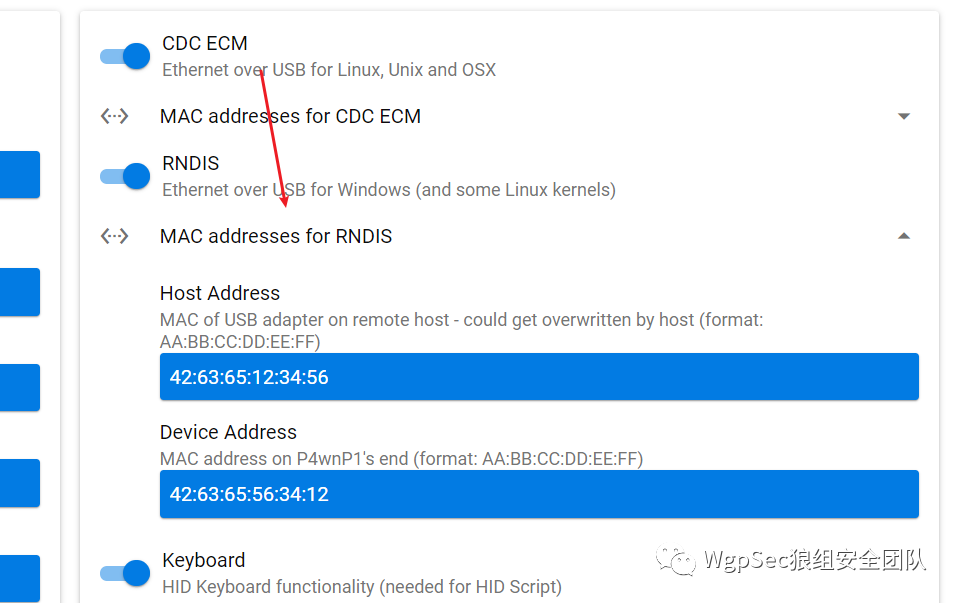 CDC ECM
Ethernet over USB for Linux, Unix and OSX
MAC addresses for CDC ECM
RNDIS
Ethernet over USB for Windows (and some Linux kernels)
MAC addresses for RNDIS
Host Address
MAC of USB adapter on remote host - could get overwritten by host (format:
AA:BB:CC:DD:EE:FF)
42:63:65:12:34:56
Device Address
MAC address on P4wnP1's end (format: AA:BB:CC:DD:EE:FF)
42:63:65:56:34:12
Keyboard
HID Keyboard functionality (needed for HID Script)
WgpSec狼组安全团队